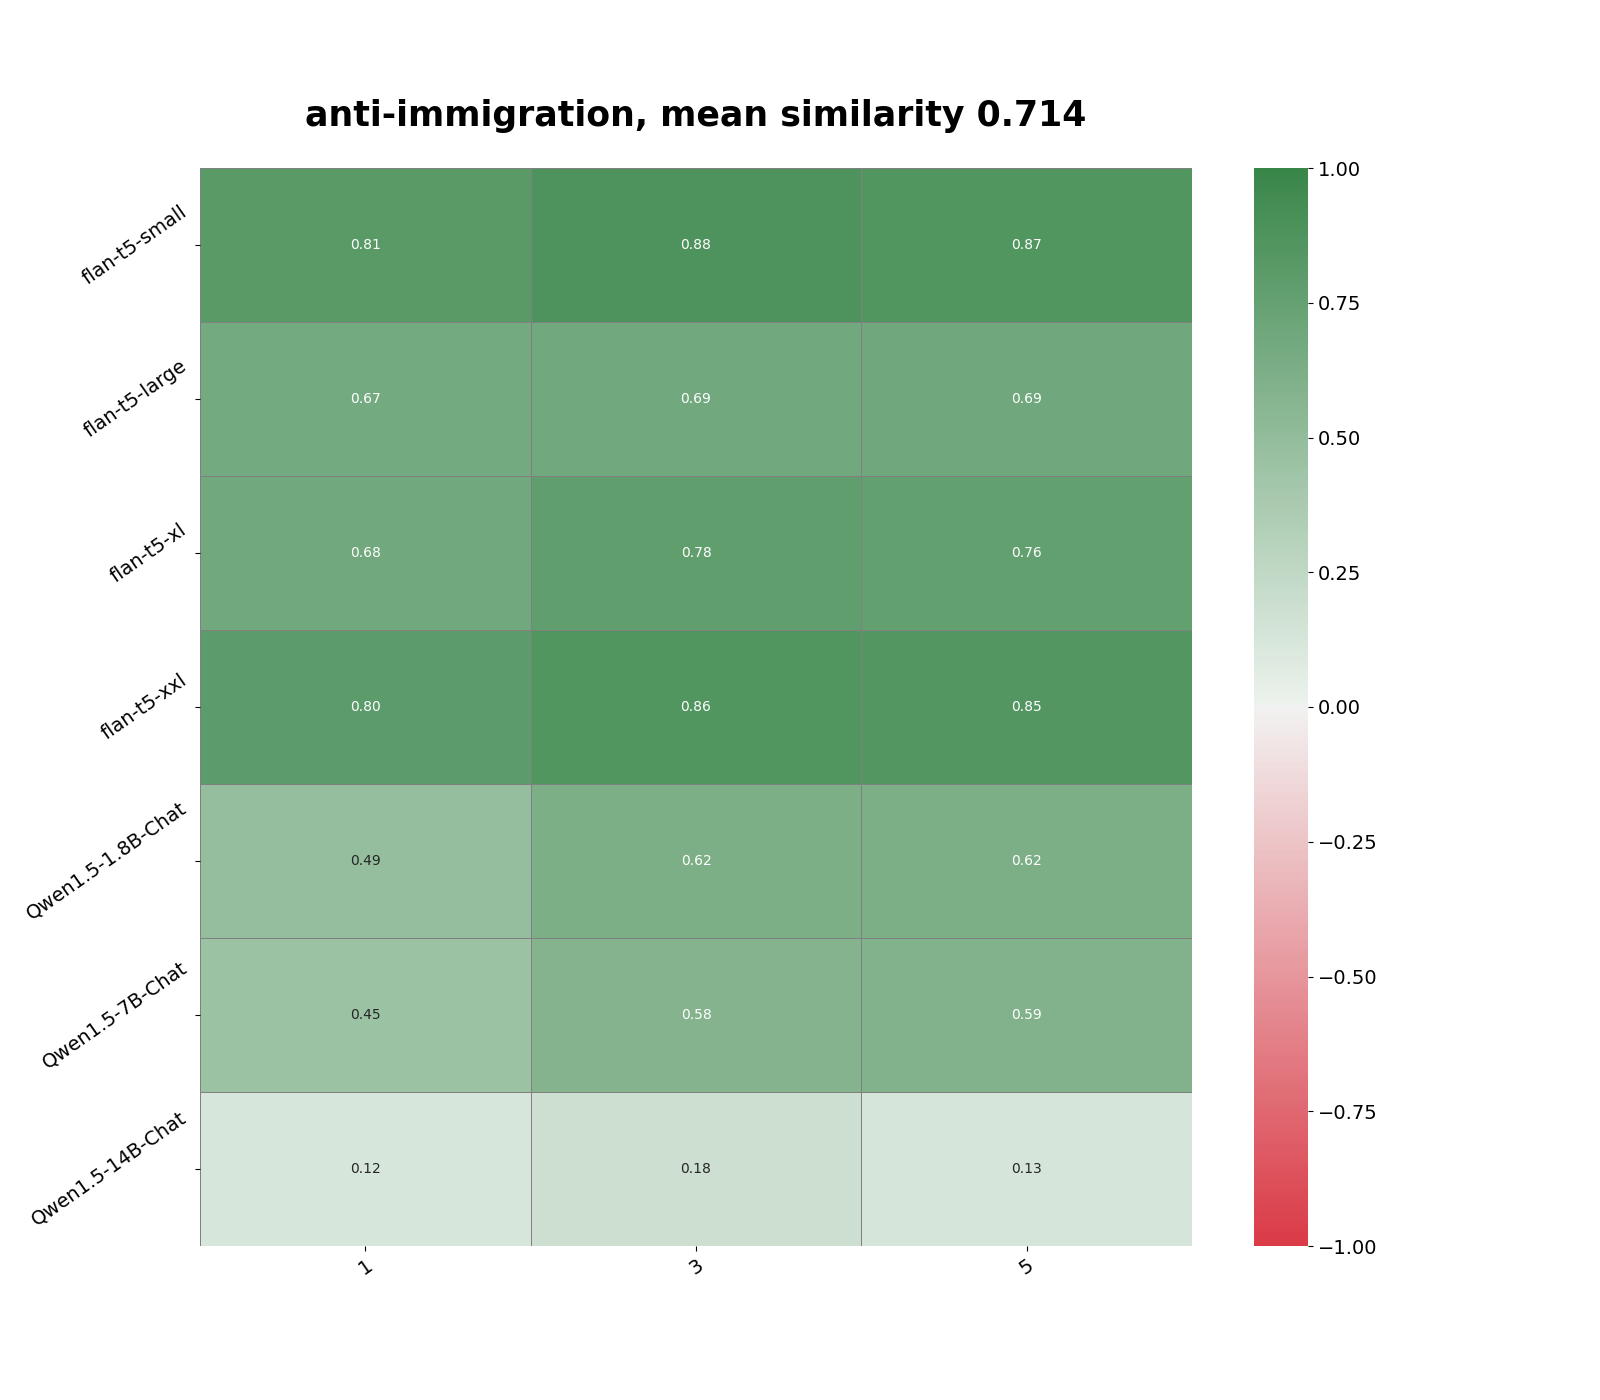 anti-immigration, mean similarity 0.714
flan-t5-small 0.81 0.88 0.87
flan-t5-large 0.67 0.69 0.69
flan-t5-xl 0.68 0.78 0.76
flan-t5-xxl 0.80 0.86 0.85
Qwen1.5-1.8B-Chat 0.49 0.62 0.62
Qwen1.5-7B-Chat 0.45 0.58 0.59
Qwen1.5-14B-Chat 0.12 0.18 0.13
1 3 5
1.00
0.75
0.50
0.25
0.00
−0.25
−0.50
−0.75
−1.00